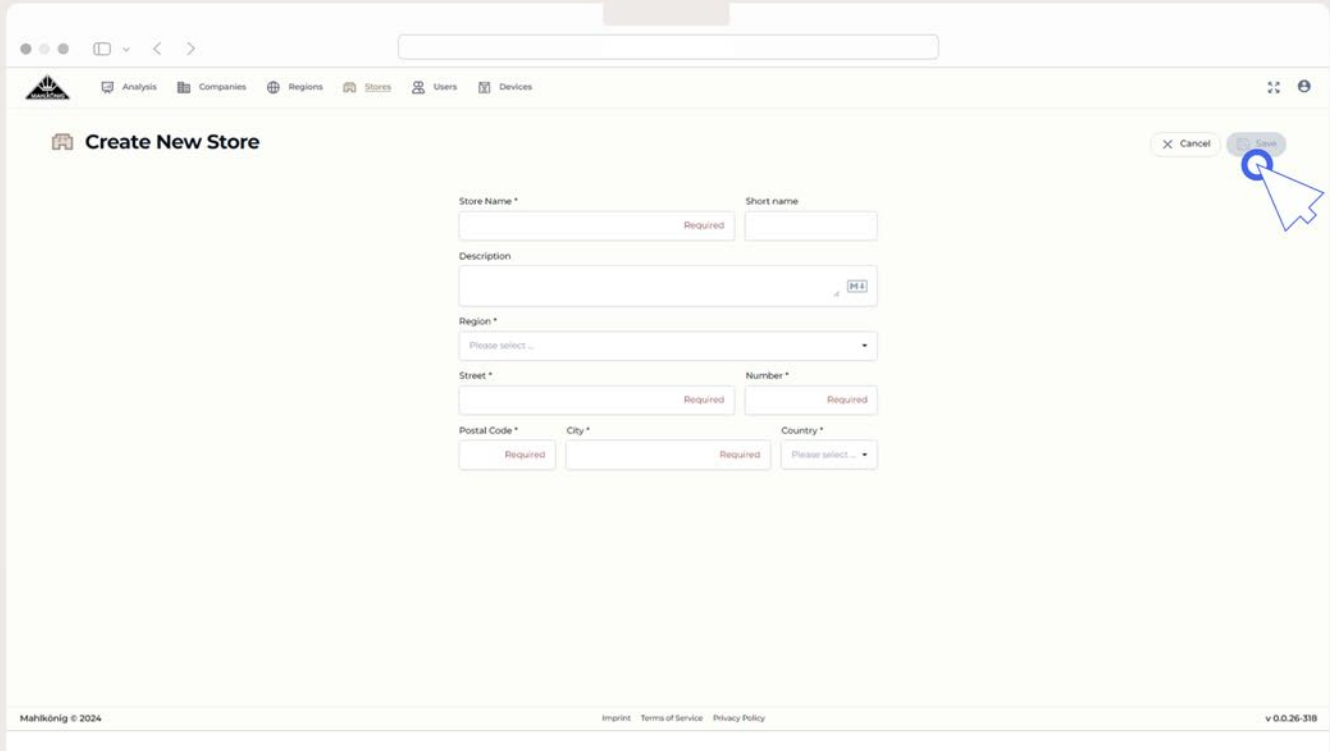 MAHLKÖNIG Analysis Companies Regions Stores Users Devices
Create New Store
Cancel Save
Store Name * Short name
Required
Description
M
Region *
Please select ...
Street * Number *
Required Required
Postal Code * City * Country *
Required Required Please select ...
Mahlkönig © 2024 Imprint Terms of Service Privacy Policy v 0.0.26-318